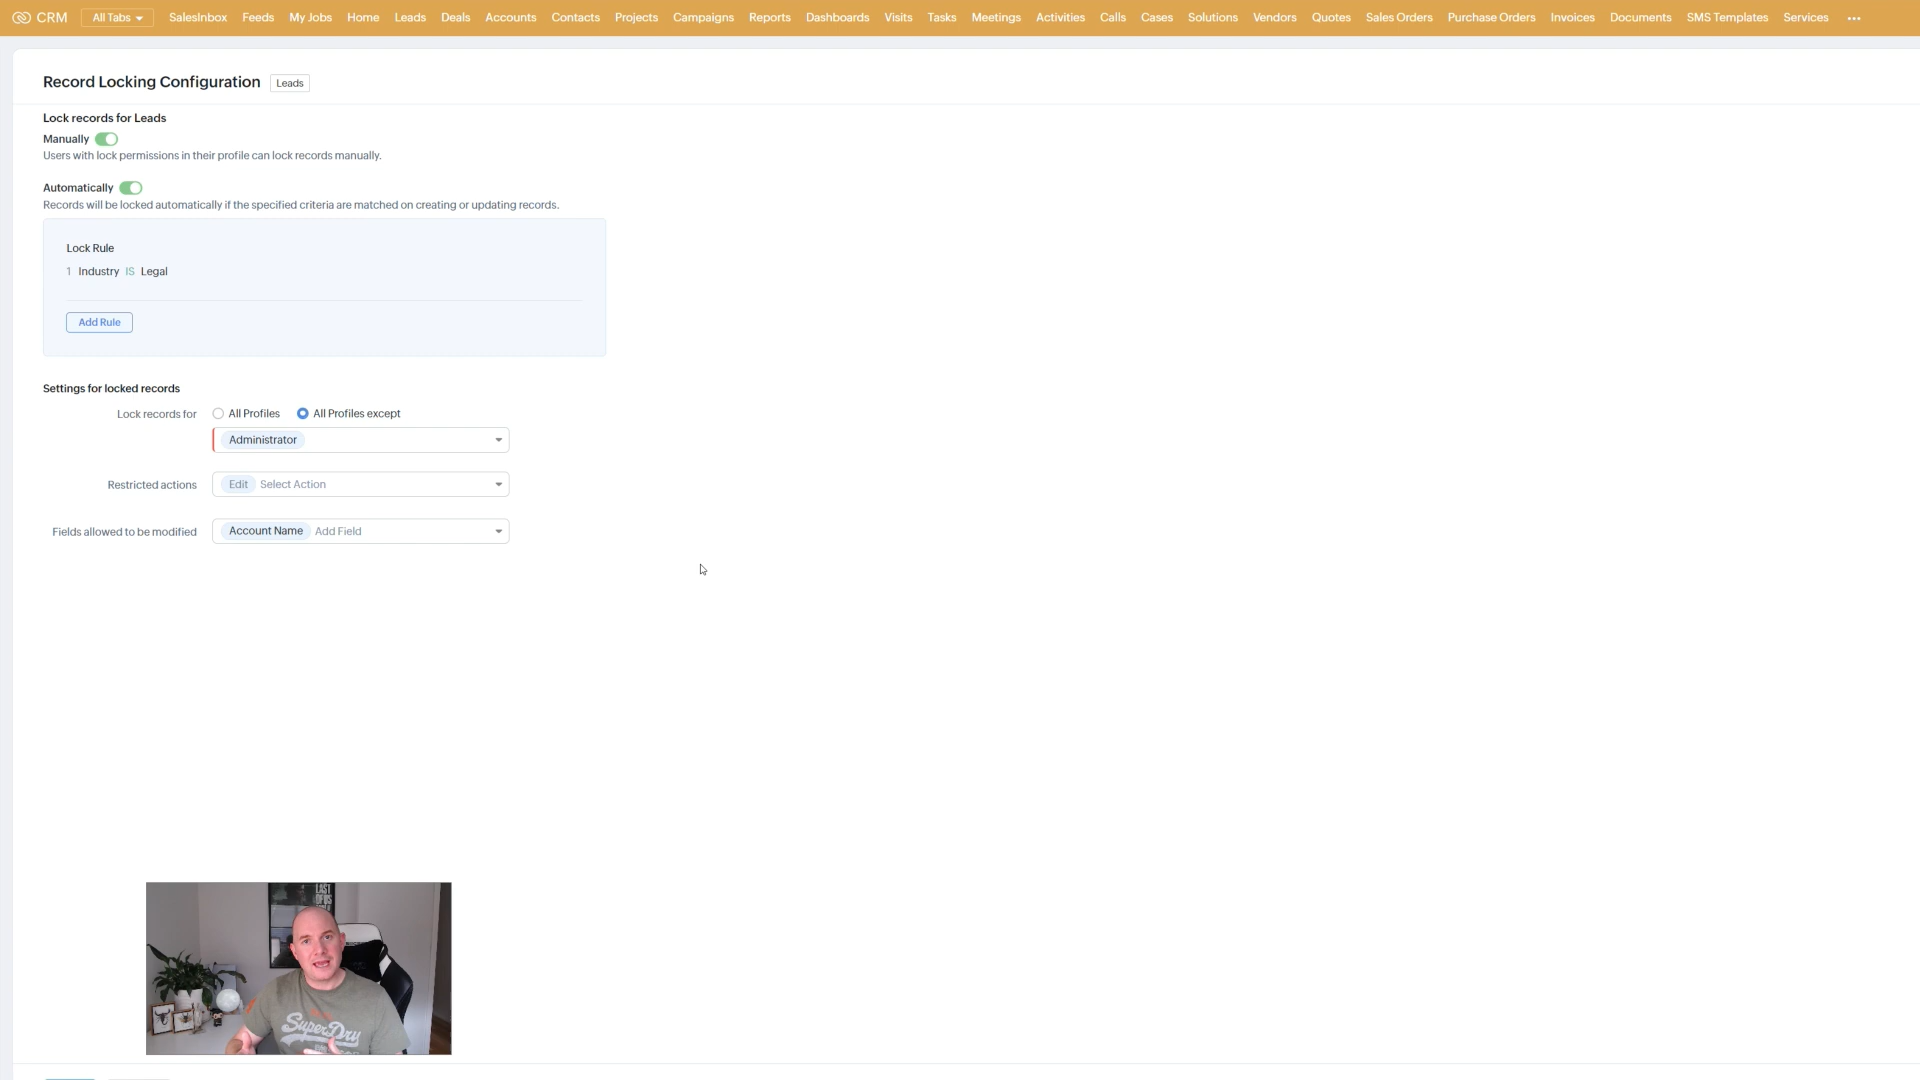 CRM All Tabs SalesInbox Feeds My Jobs Home Leads Deals Accounts Contacts Projects Campaigns Reports Dashboards Visits Tasks Meetings Activities Calls Cases Solutions Vendors Quotes Sales Orders Purchase Orders Invoices Documents SMS Templates Services ...
Record Locking Configuration Leads
Lock records for Leads
Manually
Users with lock permissions in their profile can lock records manually.
Automatically
Records will be locked automatically if the specified criteria are matched on creating or updating records.
Lock Rule
1 Industry IS Legal
Add Rule
Settings for locked records
Lock records for All Profiles All Profiles except
Administrator
Restricted actions Edit Select Action
Fields allowed to be modified Account Name Add Field
LAST
OF US
SuperDry